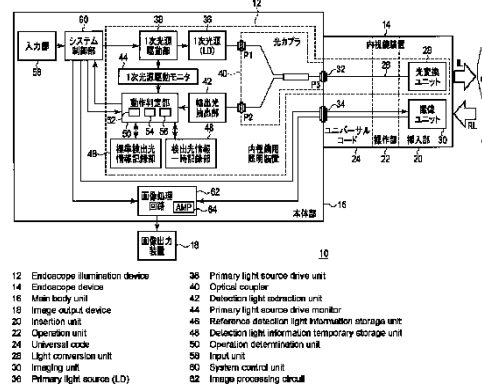 12
60
38
36
14
入力部
58
システム
制御部
1次光源
駆動部
1次光源
(LD)
光カプラ
内視鏡装置
44
40
P1
P3
32
26
28
光変換
ユニット
IL
1次光源駆動モニタ
42
動作判定部
検出光
抽出部
P2
34
撮像
ユニット
RL
52
50
54
56
48
46
標準検出光
情報記録部
検出光情報
一時記録部
内視鏡用
照明装置
ユニバーサル
コード
操作部
挿入部
24
22
20
30
62
画像処理
回路
AMP
64
本体部
16
画像出力
装置
18
10
12 Endoscope illumination device
14 Endoscope device
16 Main body unit
18 Image output device
20 Insertion unit
22 Operation unit
24 Universal code
28 Light conversion unit
30 Imaging unit
36 Primary light source (LD)
38 Primary light source drive unit
40 Optical coupler
42 Detection light extraction unit
44 Primary light source drive monitor
46 Reference detection light information storage unit
48 Detection light information temporary storage unit
50 Operation determination unit
58 Input unit
60 System control unit
62 Image processing circuit